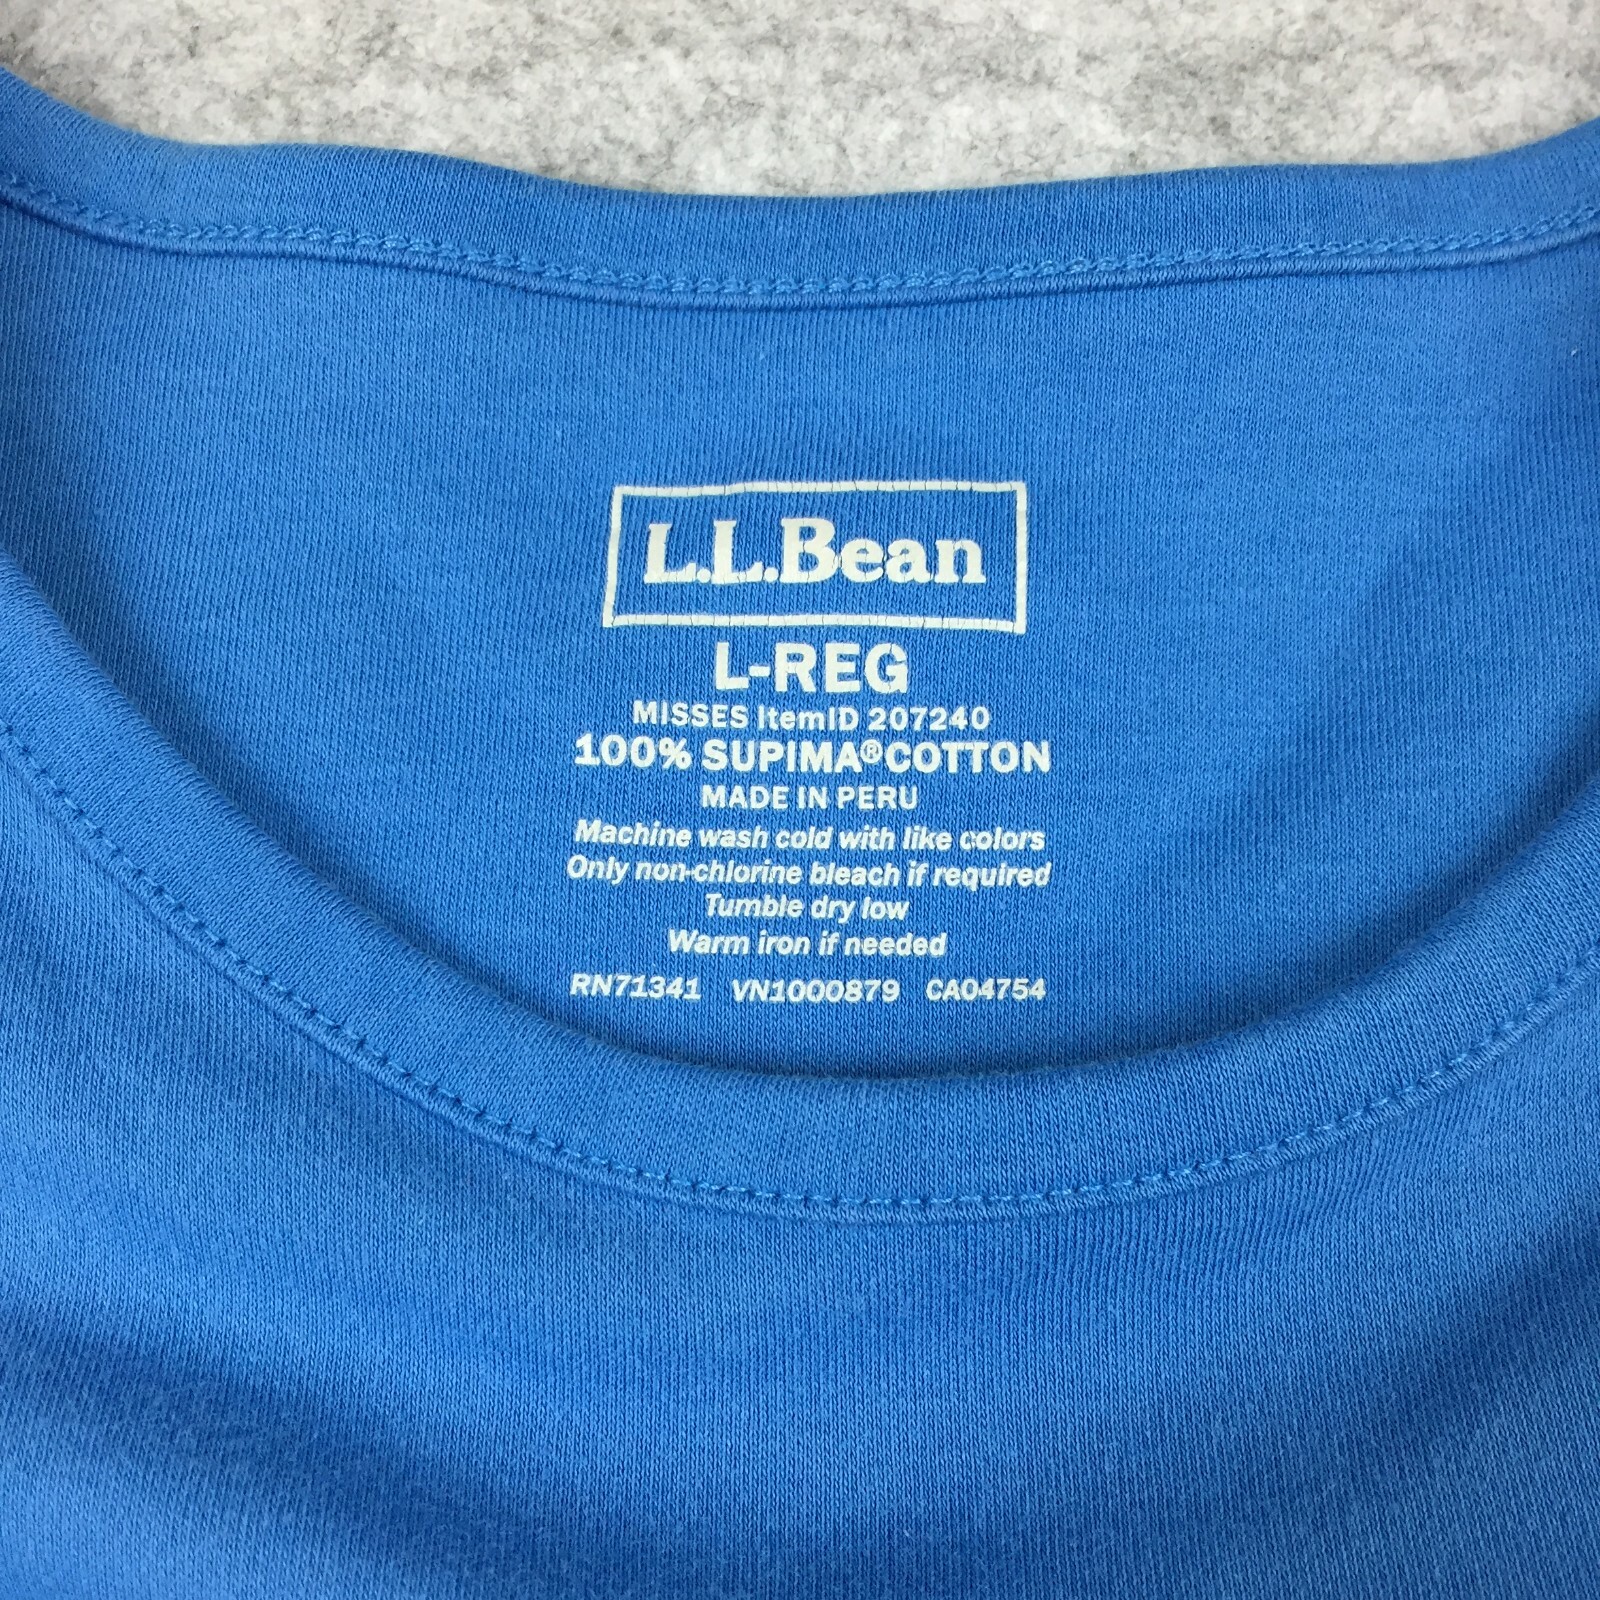 L.L.Bean
L-REG
MISSES ItemID 207240
100% SUPIMA® COTTON
MADE IN PERU
Machine wash cold with like colors
Only non-chlorine bleach if required
Tumble dry low
Warm iron if needed
RN71341 VN1000879 CA04754